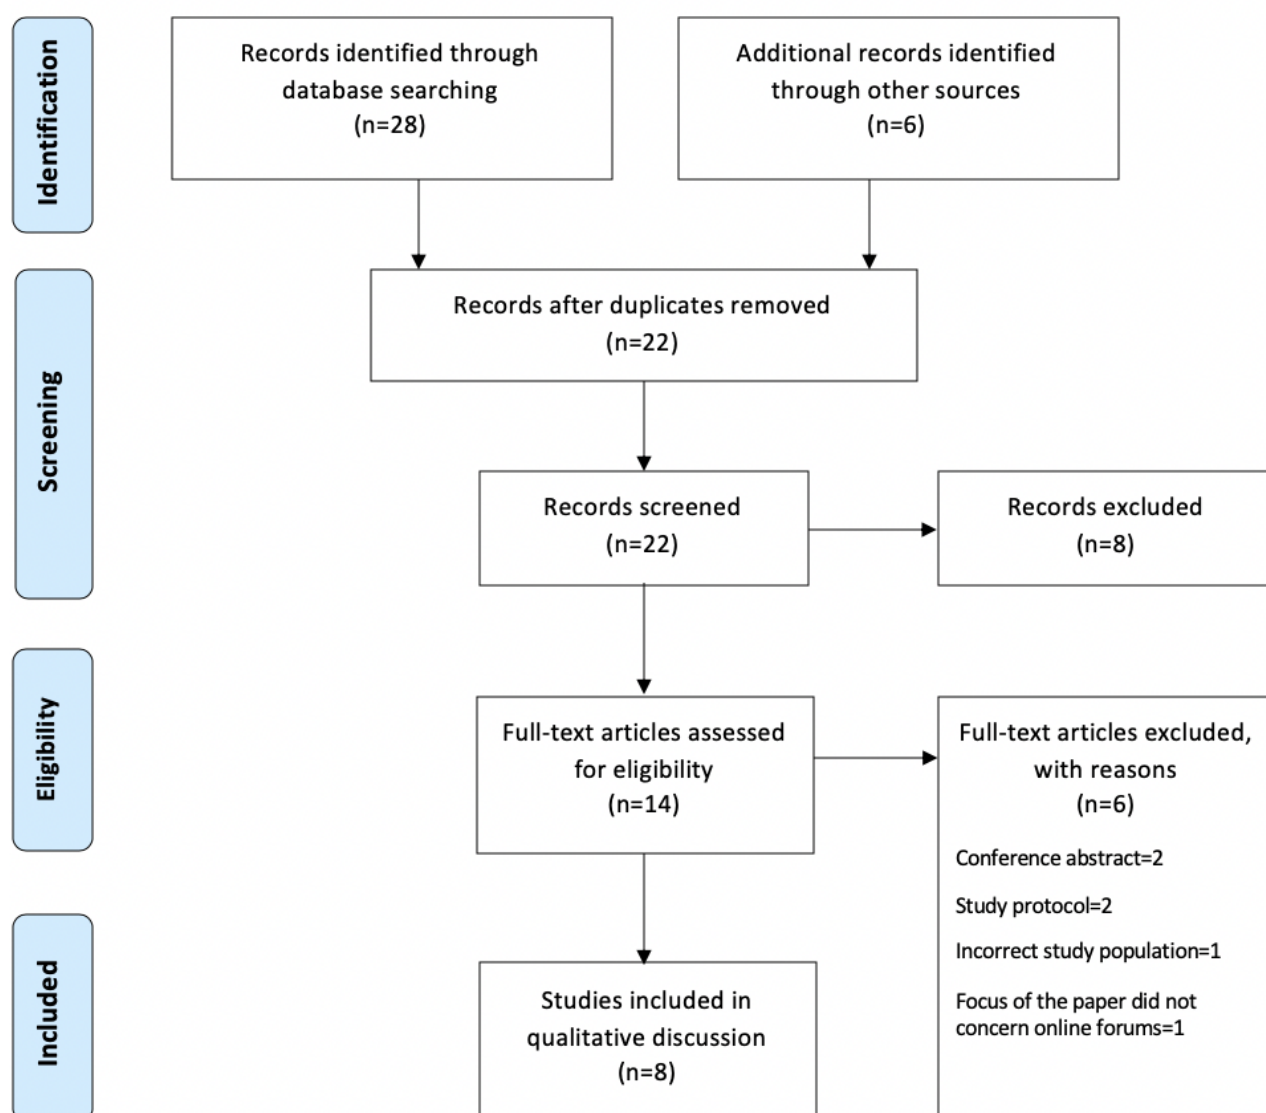 Identification
Records identified through
database searching
(n=28)
Additional records identified
through other sources
(n=6)
Screening
Records after duplicates removed
(n=22)
Records screened
(n=22)
Records excluded
(n=8)
Eligibility
Full-text articles assessed
for eligibility
(n=14)
Full-text articles excluded,
with reasons
(n=6)
Conference abstract=2
Study protocol=2
Incorrect study population=1
Focus of the paper did not
concern online forums=1
Included
Studies included in
qualitative discussion
(n=8)